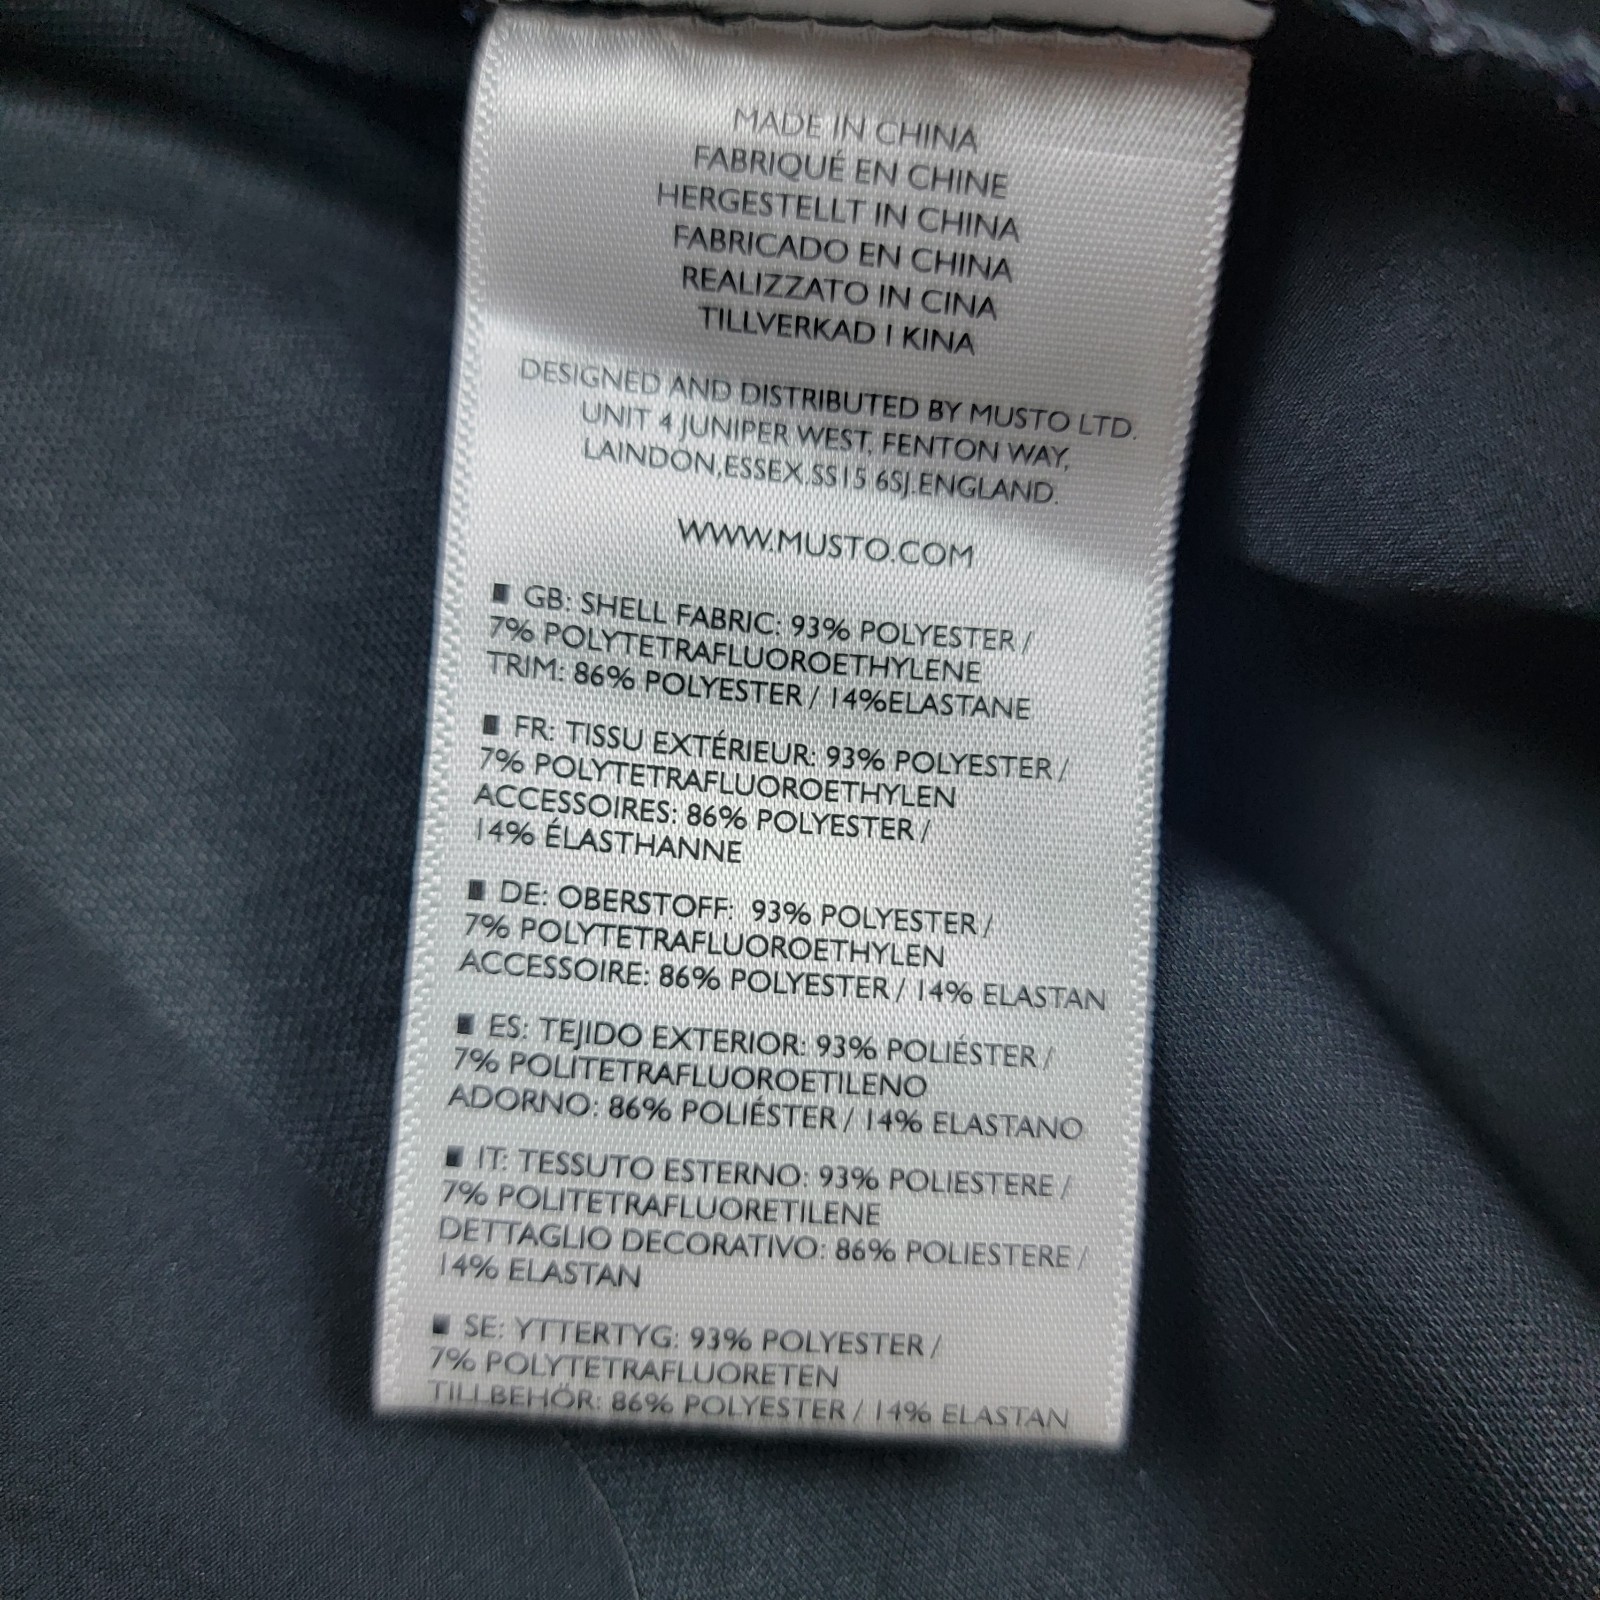 MADE IN CHINA
FABRIQUÉ EN CHINE
HERGESTELLT IN CHINA
FABRICADO EN CHINA
REALIZZATO IN CINA
TILLVERKAD I KINA
DESIGNED AND DISTRIBUTED BY MUSTO LTD.
UNIT 4 JUNIPER WEST, FENTON WAY,
LAINDON,ESSEX.SS15 6SJ.ENGLAND.
WWW.MUSTO.COM
■ GB: SHELL FABRIC: 93% POLYESTER /
7% POLYTETRAFLUOROETHYLENE
TRIM: 86% POLYESTER / 14%ELASTANE
■ FR: TISSU EXTÉRIEUR: 93% POLYESTER /
7% POLYTETRAFLUOROETHYLEN
ACCESSOIRES: 86% POLYESTER /
14% ÉLASTHANNE
■ DE: OBERSTOFF: 93% POLYESTER /
7% POLYTETRAFLUOROETHYLEN
ACCESSOIRE: 86% POLYESTER / 14% ELASTAN
■ ES: TEJIDO EXTERIOR: 93% POLIÉSTER /
7% POLITETRAFLUOROETILENO
ADORNO: 86% POLIÉSTER / 14% ELASTANO
■ IT: TESSUTO ESTERNO: 93% POLIESTERE /
7% POLITETRAFLUORETILENE
DETTAGLIO DECORATIVO: 86% POLIESTERE /
14% ELASTAN
■ SE: YTTERTYG: 93% POLYESTER /
7% POLYTETRAFLUORETEN
TILLBEHÖR: 86% POLYESTER / 14% ELASTAN